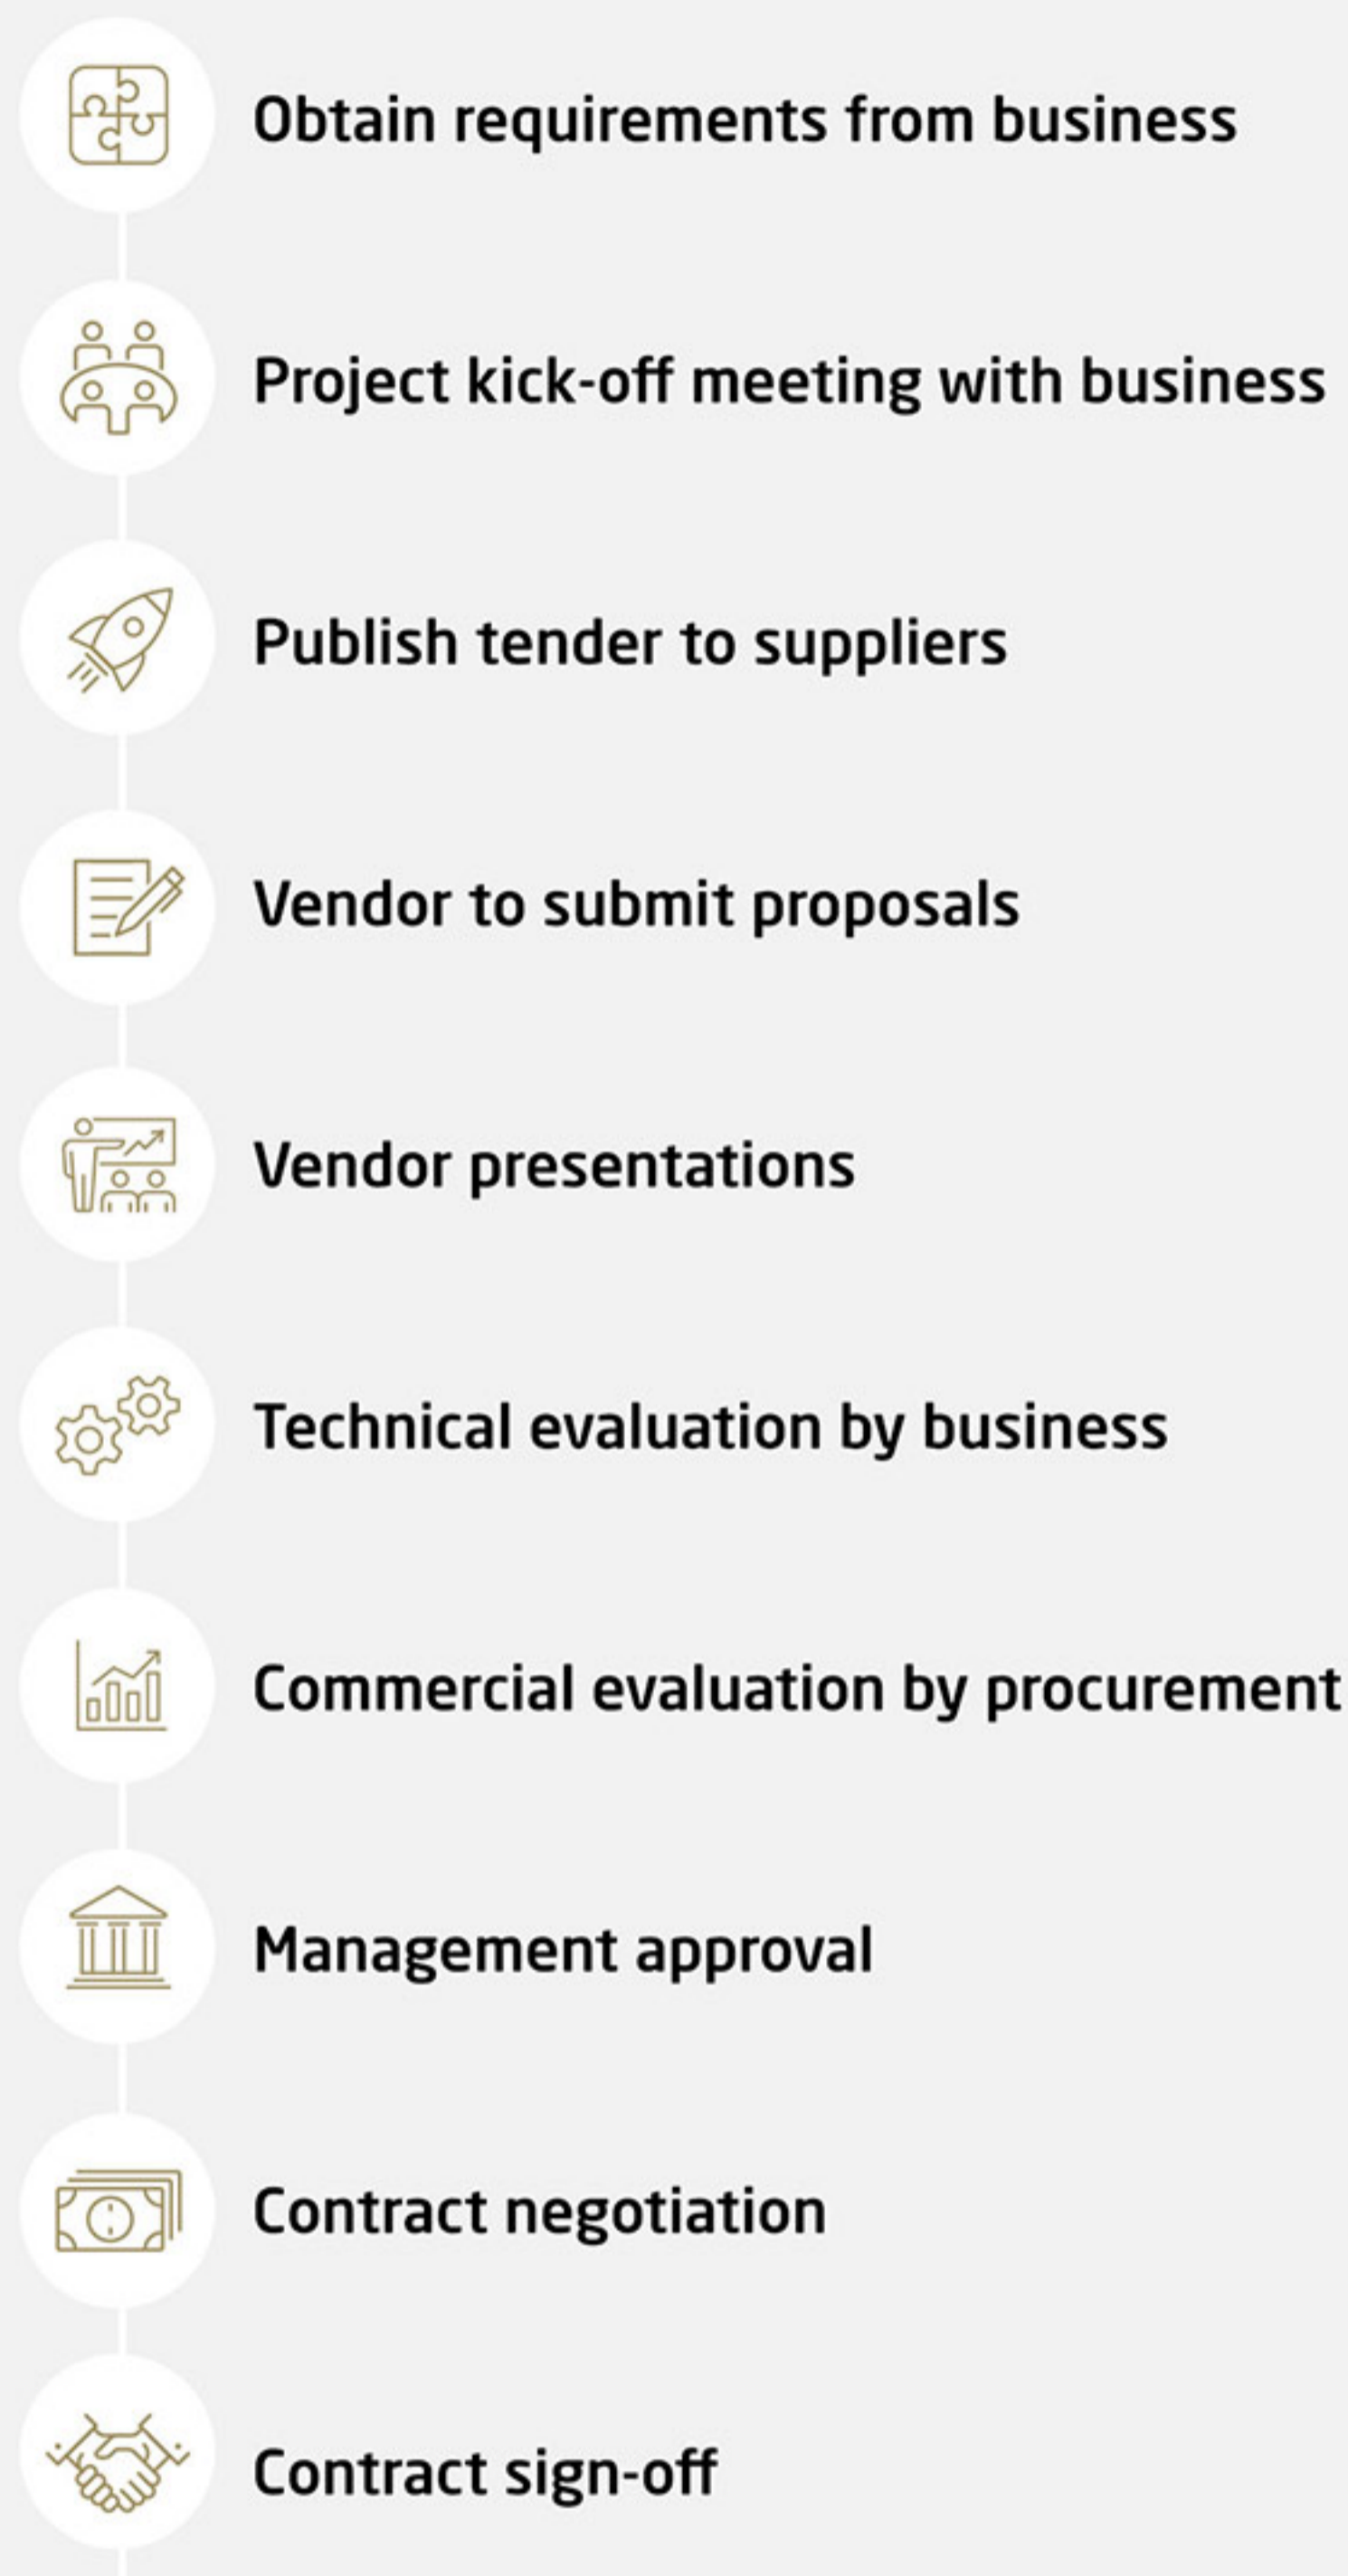 Obtain requirements from business
Project kick-off meeting with business
Publish tender to suppliers
Vendor to submit proposals
Vendor presentations
Technical evaluation by business
Commercial evaluation by procurement
Management approval
Contract negotiation
Contract sign-off